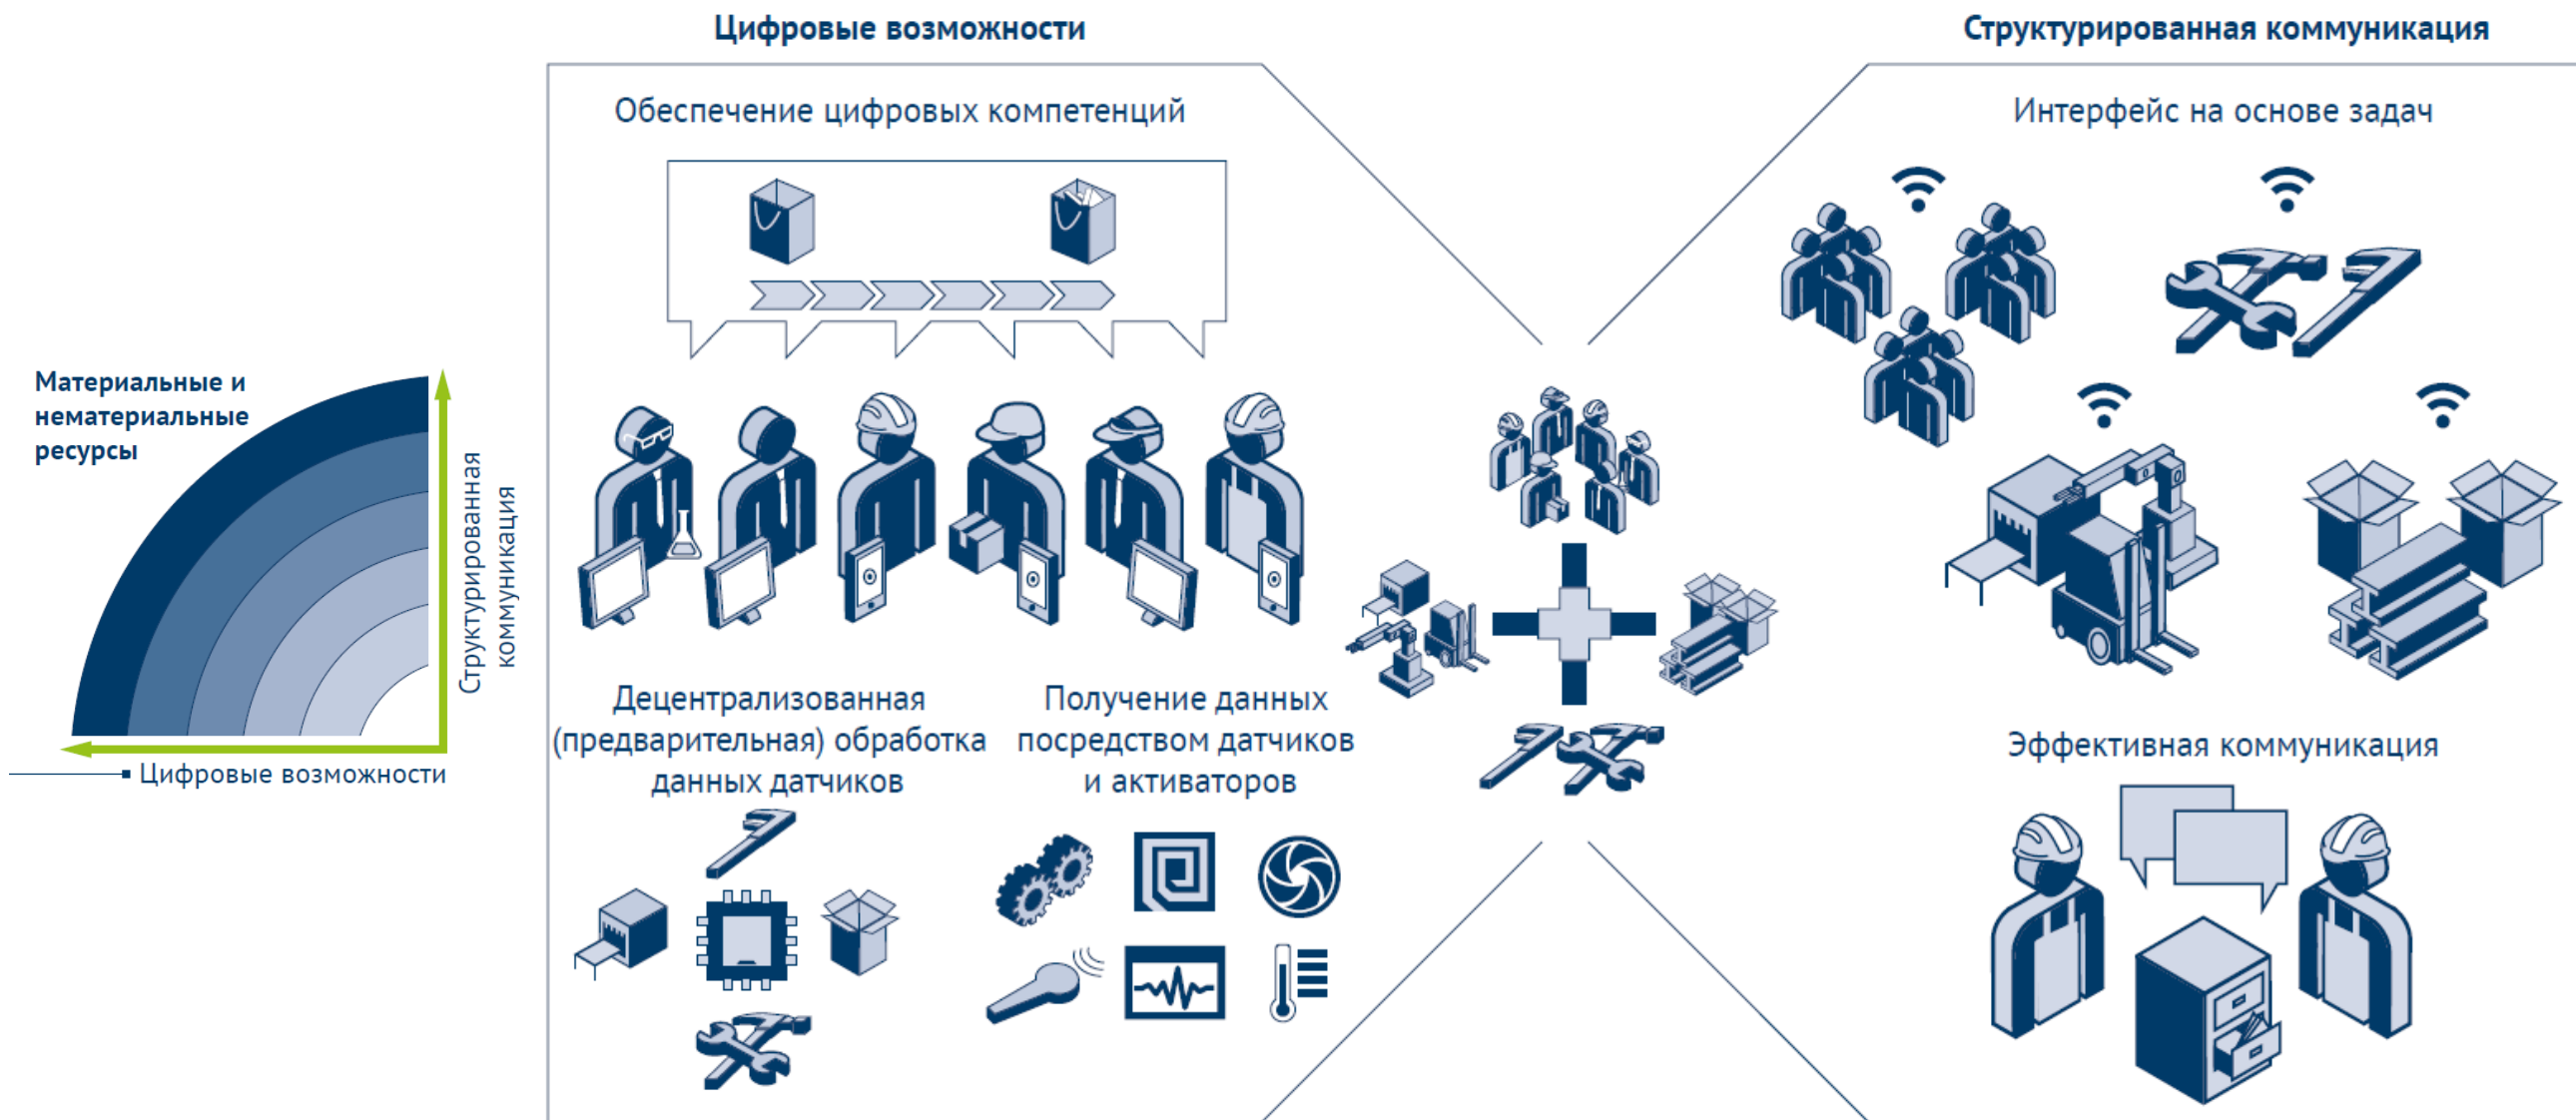 Цифровые возможности
Структурированная коммуникация
Обеспечение цифровых компетенций
Интерфейс на основе задач
Материальные и
нематериальные
ресурсы
Структурированная
коммуникация
Цифровые возможности
Децентрализованная
(предварительная) обработка
данных датчиков
Получение данных
посредством датчиков
и активаторов
Эффективная коммуникация